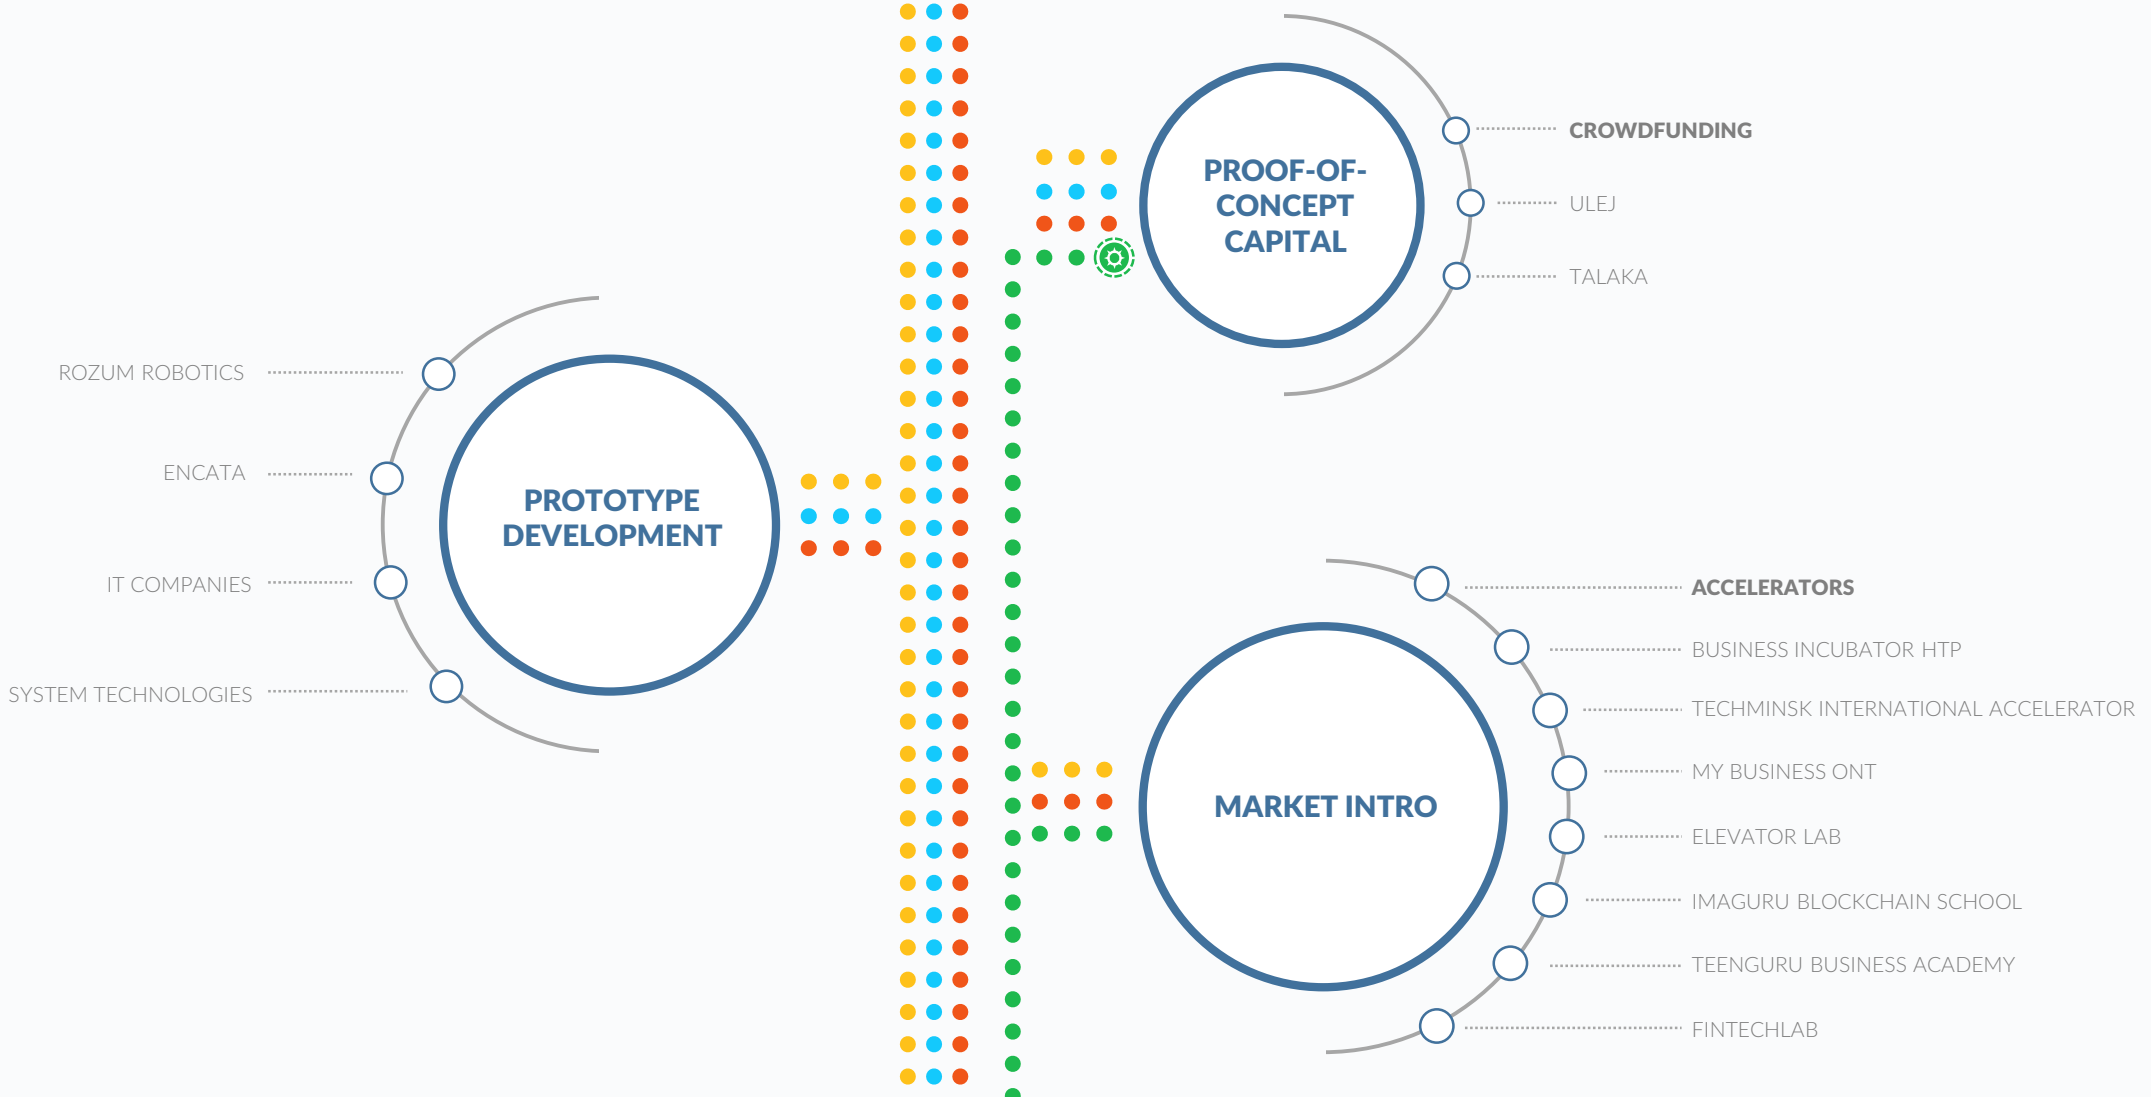 PROOF-OF-
CONCEPT
CAPITAL
CROWDFUNDING
ULEJ
TALAKA
ROZUM ROBOTICS
ENCATA
IT COMPANIES
SYSTEM TECHNOLOGIES
PROTOTYPE
DEVELOPMENT
MARKET INTRO
ACCELERATORS
BUSINESS INCUBATOR HTP
TECHMINSK INTERNATIONAL ACCELERATOR
MY BUSINESS ONT
ELEVATOR LAB
IMAGURU BLOCKCHAIN SCHOOL
TEENGURU BUSINESS ACADEMY
FINTECHLAB